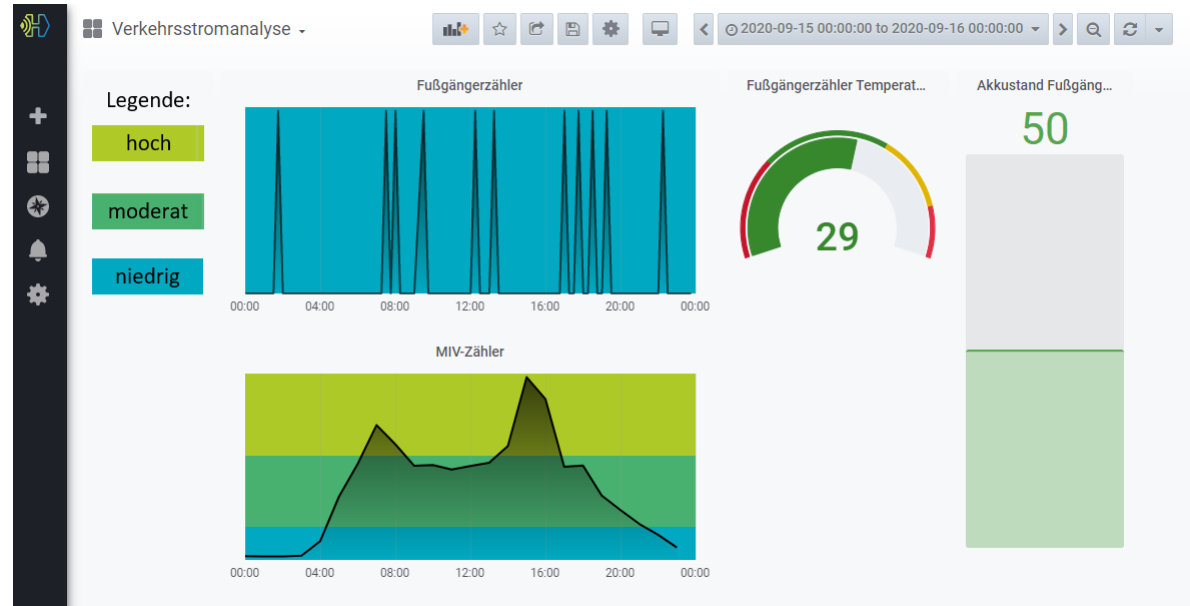 Verkehrsstromanalyse
2020-09-15 00:00:00 to 2020-09-16 00:00:00
Legende:
hoch
moderat
niedrig
Fußgängerzähler
00:00 04:00 08:00 12:00 16:00 20:00 00:00
MIV-Zähler
00:00 04:00 08:00 12:00 16:00 20:00 00:00
Fußgängerzähler Temperat...
29
Akkustand Fußgäng...
50